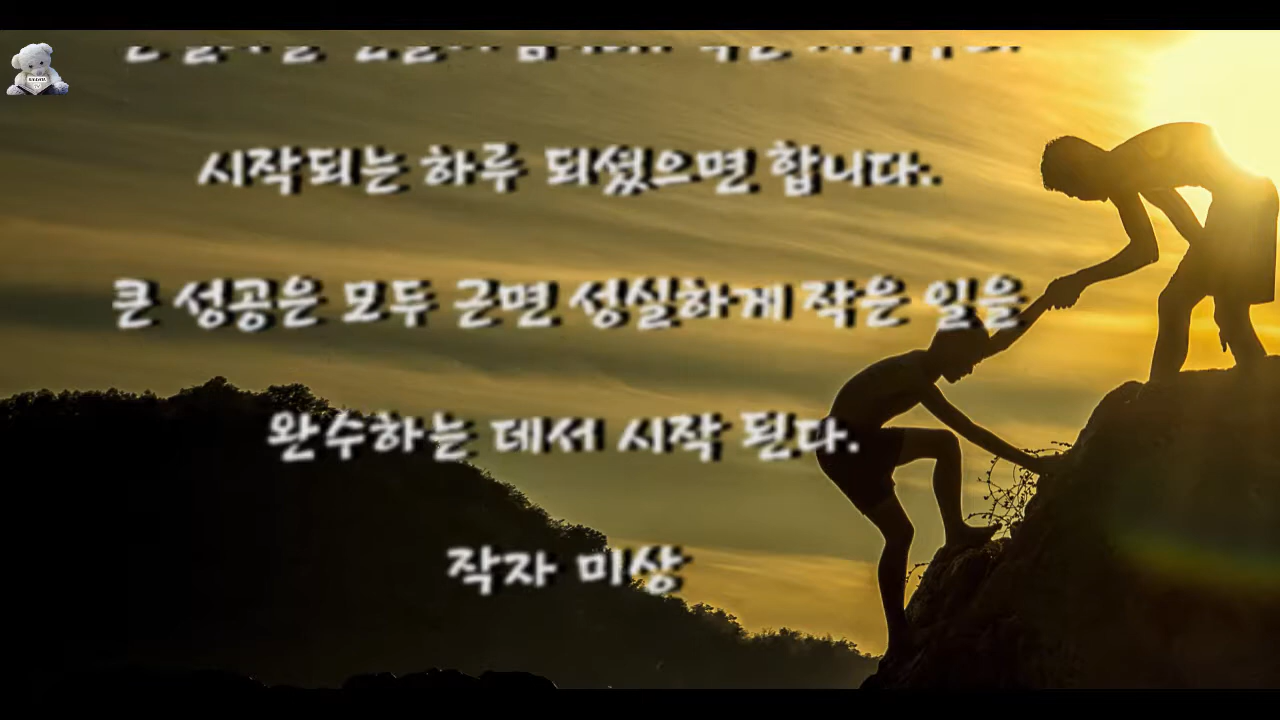 시작되는 하루 되셨으면 합니다.
큰 성공은 모두 근면 성실하게 작은 일을
완수하는 데서 시작 된다.
작자 미상